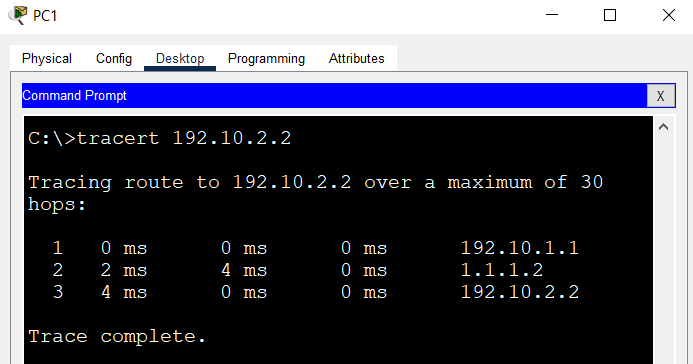 PC1
Physical Config Desktop Programming Attributes
Command Prompt X
C:\>tracert 192.10.2.2
Tracing route to 192.10.2.2 over a maximum of 30
hops:
1 0 ms 0 ms 0 ms 192.10.1.1
2 2 ms 4 ms 0 ms 1.1.1.2
3 4 ms 0 ms 0 ms 192.10.2.2
Trace complete.